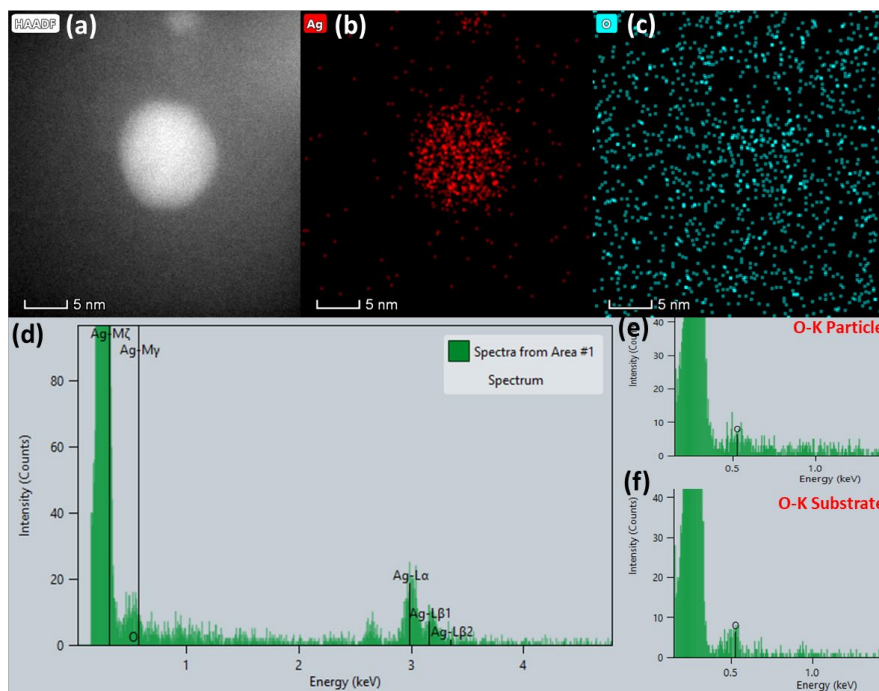 HAADF (a)
Ag (b)
O (c)
5 nm
5 nm
5 nm
(d)
Ag-Mζ
Ag-Mγ
Spectra from Area #1
Spectrum
80
60
40
20
0
O
Ag-Lα
Ag-Lβ1
Ag-Lβ2
1 2 3 4
Intensity (Counts)
Energy (keV)
(e) O-K Particle
40
30
20
10
0
O
0.5 1.0
Intensity (Counts)
Energy (keV)
(f) O-K Substrate
40
30
20
10
0
O
0.5 1.0
Intensity (Counts)
Energy (keV)